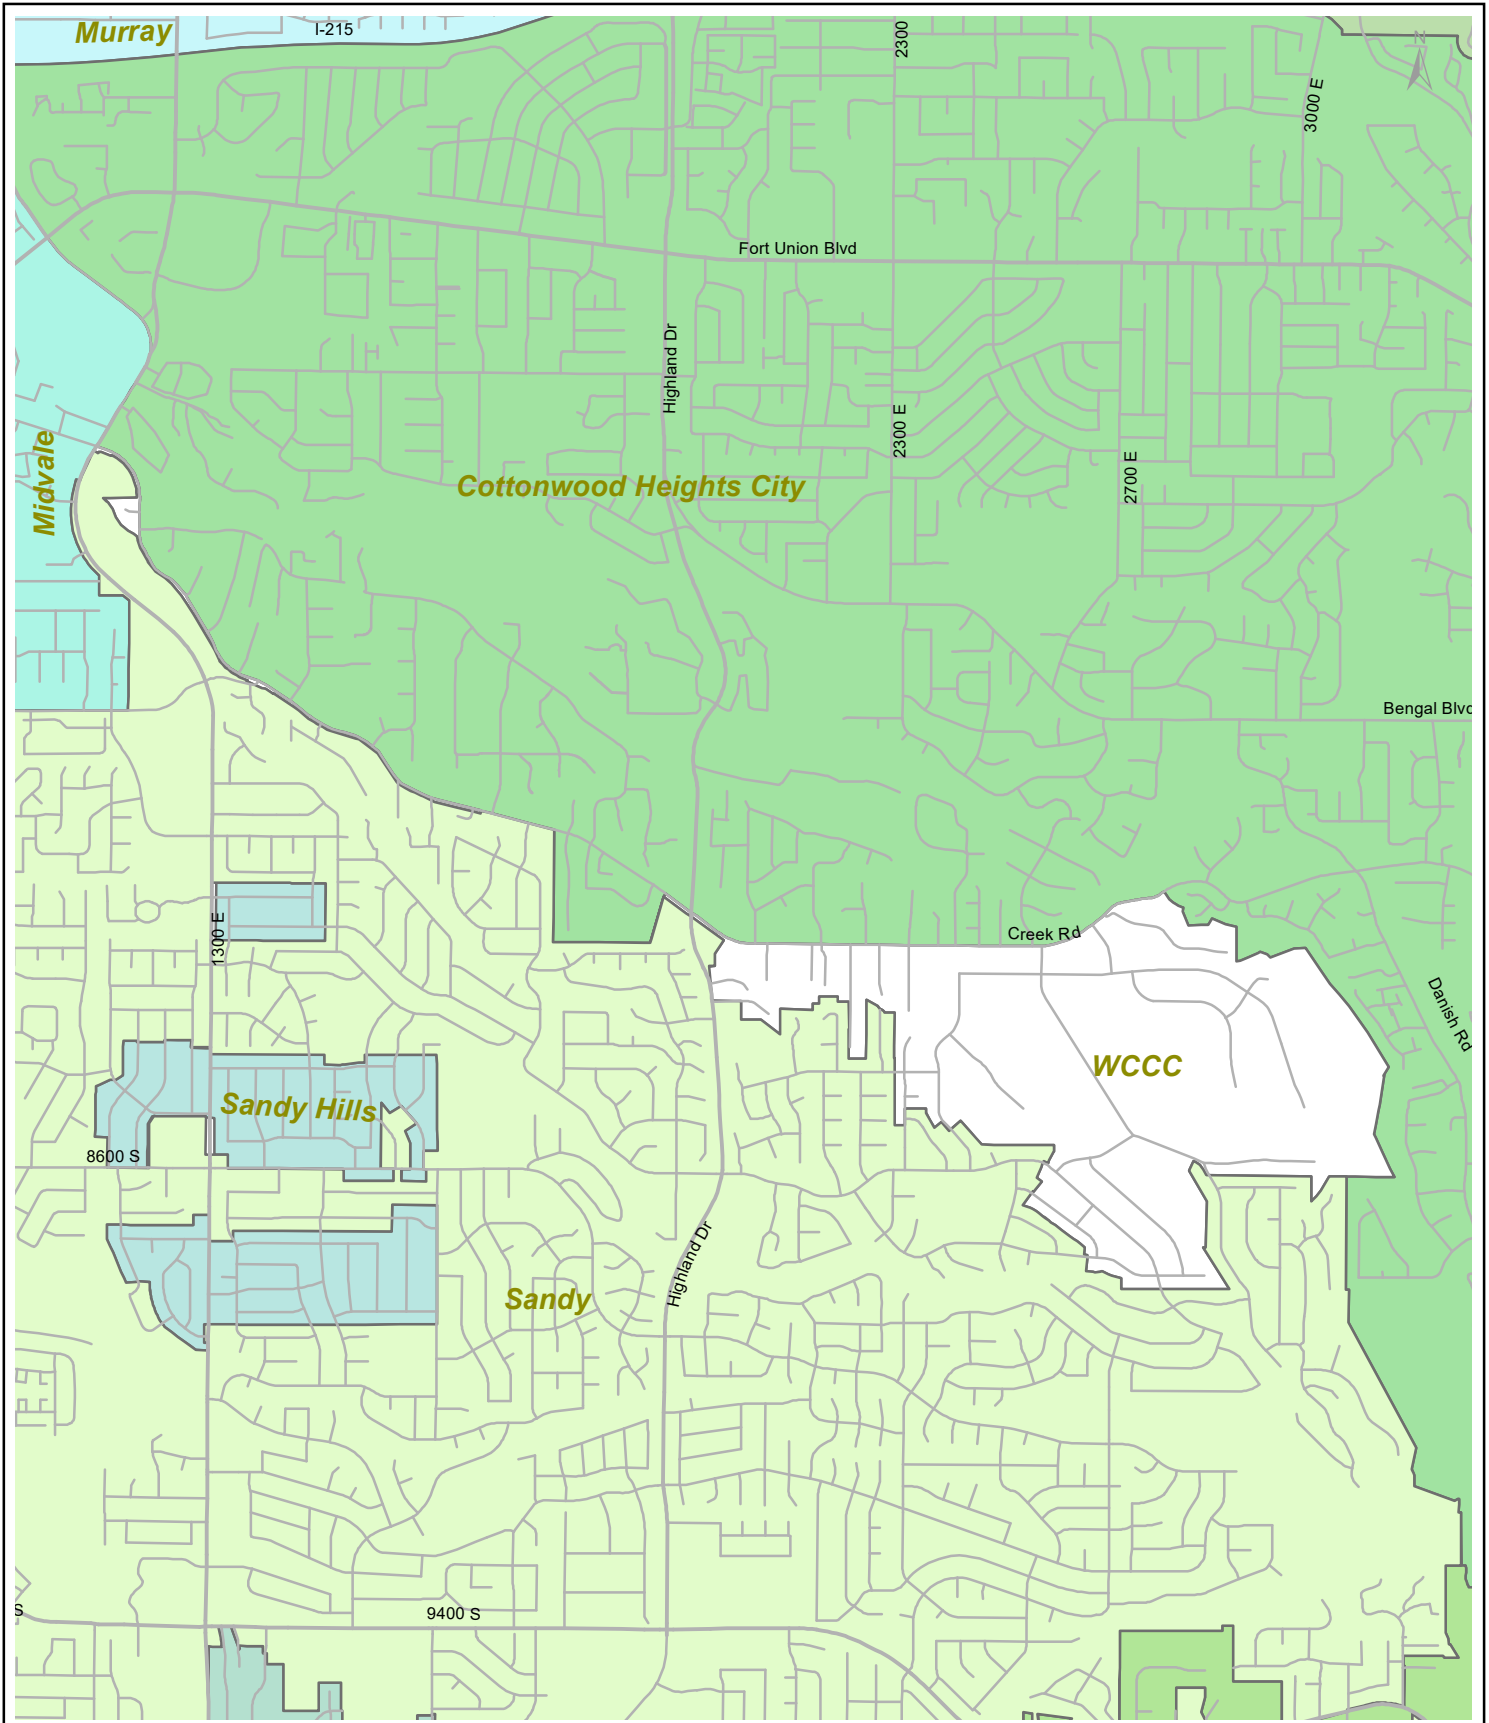 Murray
I-215
2300
N
3000 E
Fort Union Blvd
Highland Dr
2300 E
2700 E
Midvale
Cottonwood Heights City
Bengal Blvd
1300 E
Creek Rd
Danish Rd
WCCC
Sandy Hills
8600 S
Highland Dr
Sandy
S
9400 S